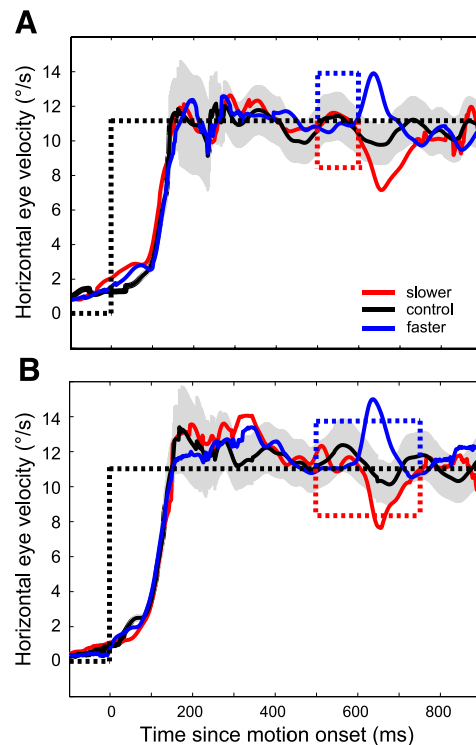 A
Horizontal eye velocity (°/s)
14
12
10
8
6
4
2
0
slower
control
faster
B
Horizontal eye velocity (°/s)
14
12
10
8
6
4
2
0
0 200 400 600 800
Time since motion onset (ms)